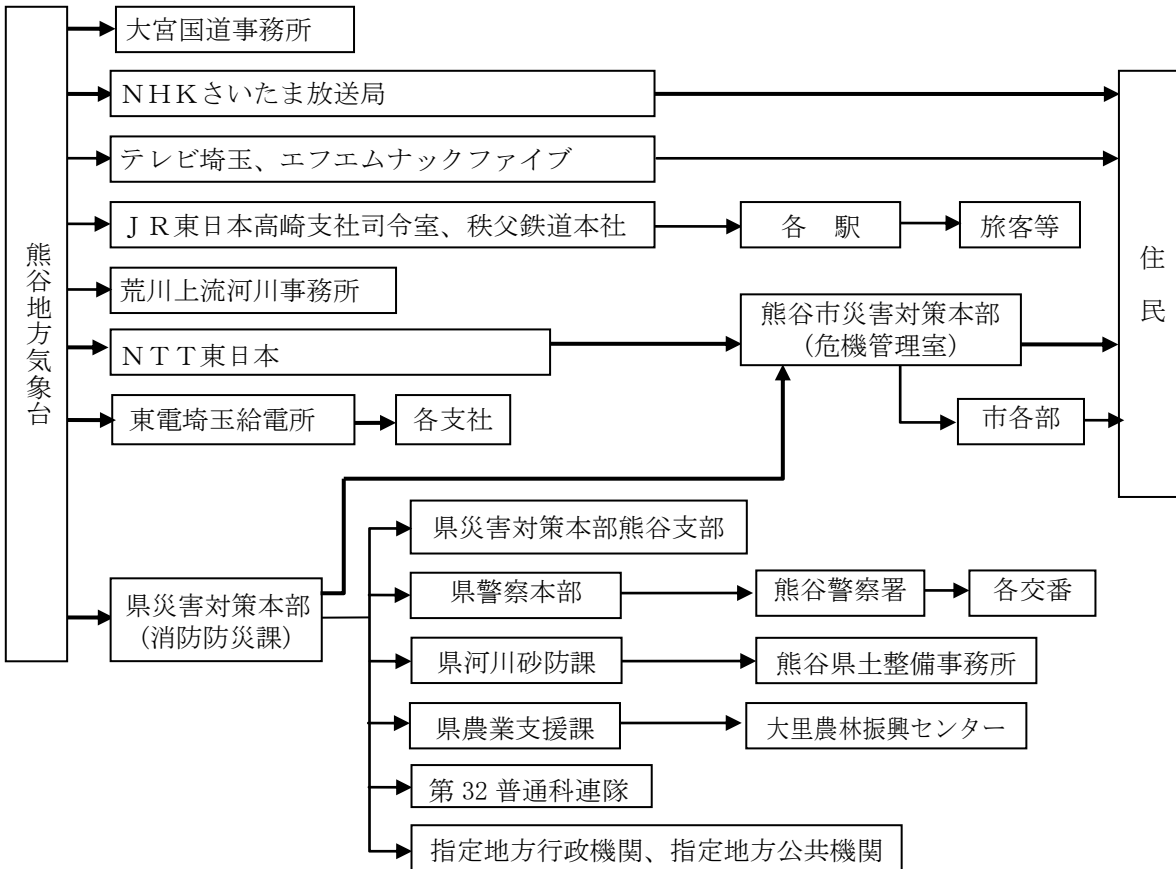 熊谷地方気象台
大宮国道事務所
NHKさいたま放送局
テレビ埼玉、エフエムナックファイブ
JR東日本高崎支社司令室、秩父鉄道本社
各 駅
旅客等
荒川上流河川事務所
NTT東日本
熊谷市災害対策本部
(危機管理室)
住民
東電埼玉給電所
各支社
市各部
県災害対策本部
(消防防災課)
県災害対策本部熊谷支部
県警察本部
熊谷警察署
各交番
県河川砂防課
熊谷県土整備事務所
県農業支援課
大里農林振興センター
第 32 普通科連隊
指定地方行政機関、指定地方公共機関